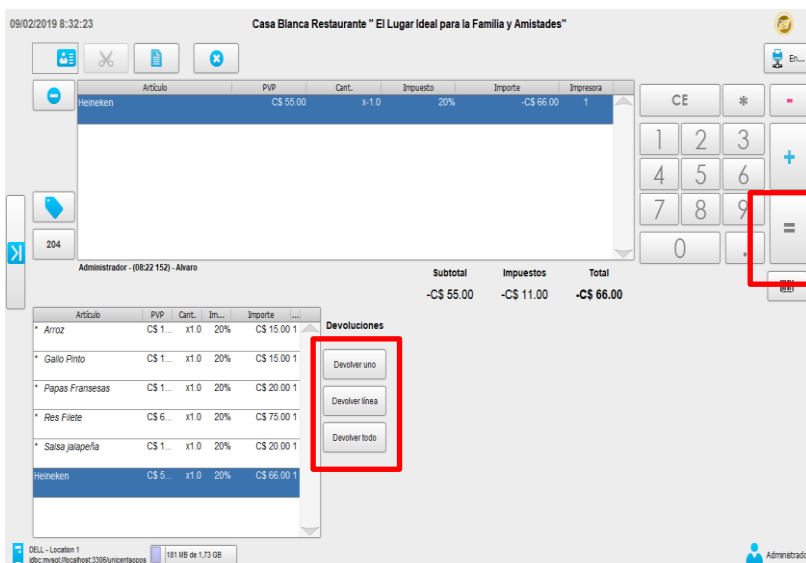 09/02/2019 8:32:23
Casa Blanca Restaurante " El Lugar Ideal para la Familia y Amistades"
En...
Artículo PVP Cant. Impuesto Importe Impresora
Heineken C$ 55.00 x-1.0 20% -C$ 66.00 1
CE * -
1 2 3 +
4 5 6
7 8 9 =
0 .
204
Administrador - (08:22 152) - Alvaro
Subtotal Impuestos Total
-C$ 55.00 -C$ 11.00 -C$ 66.00
Artículo PVP Cant. Im... Importe ...
* Arroz C$ 1... x1.0 20% C$ 15.00 1
* Gallo Pinto C$ 1... x1.0 20% C$ 15.00 1
* Papas Fransesas C$ 1... x1.0 20% C$ 20.00 1
* Res Filete C$ 6... x1.0 20% C$ 75.00 1
* Salsa jalapeña C$ 1... x1.0 20% C$ 20.00 1
Heineken C$ 5... x1.0 20% C$ 66.00 1
Devoluciones
Devolver uno
Devolver línea
Devolver todo
DELL - Location 1
jdbc:mysql://localhost:3306/unicentaopos
181 MB de 1,73 GB
Administrado